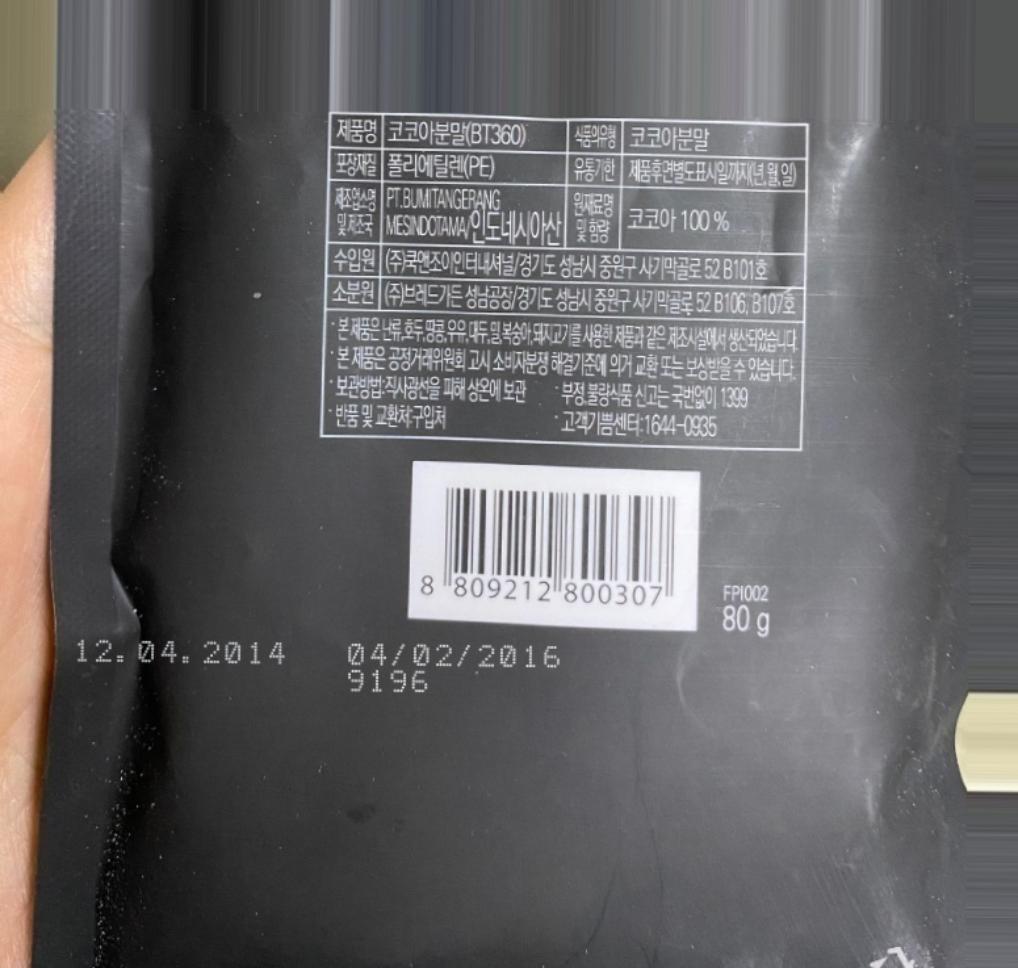 제품명 코코아분말(BT360) 식품의유형 코코아분말
포장재질 폴리에틸렌(PE) 유통기한 제품후면별도표시일까지(년,월,일)
제조업소명 및 제조국 PT.BUMITANGERANG MESINDOTAMA/인도네시아산 원재료명 및 함량 코코아 100 %
수입원 (주)쿡앤조이인터내셔널/경기도 성남시 중원구 사기막골로 52 B101호
소분원 (주)브레드가든 성남공장/경기도 성남시 중원구 사기막골로 52 B106, B107호
· 본 제품은 난류,호두,땅콩,우유,대두,밀,복숭아,돼지고기를 사용한 제품과 같은 제조시설에서 생산되었습니다.
· 본 제품은 공정거래위원회 고시 소비자분쟁 해결기준에 의거 교환 또는 보상받을 수 있습니다.
· 보관방법:직사광선을 피해 상온에 보관 · 부정.불량식품 신고는 국번없이 1399
· 반품 및 교환처:구입처 · 고객기쁨센터:1644-0935
8 809212 800307
FPI002
80 g
12.04.2014 04/02/2016
9196